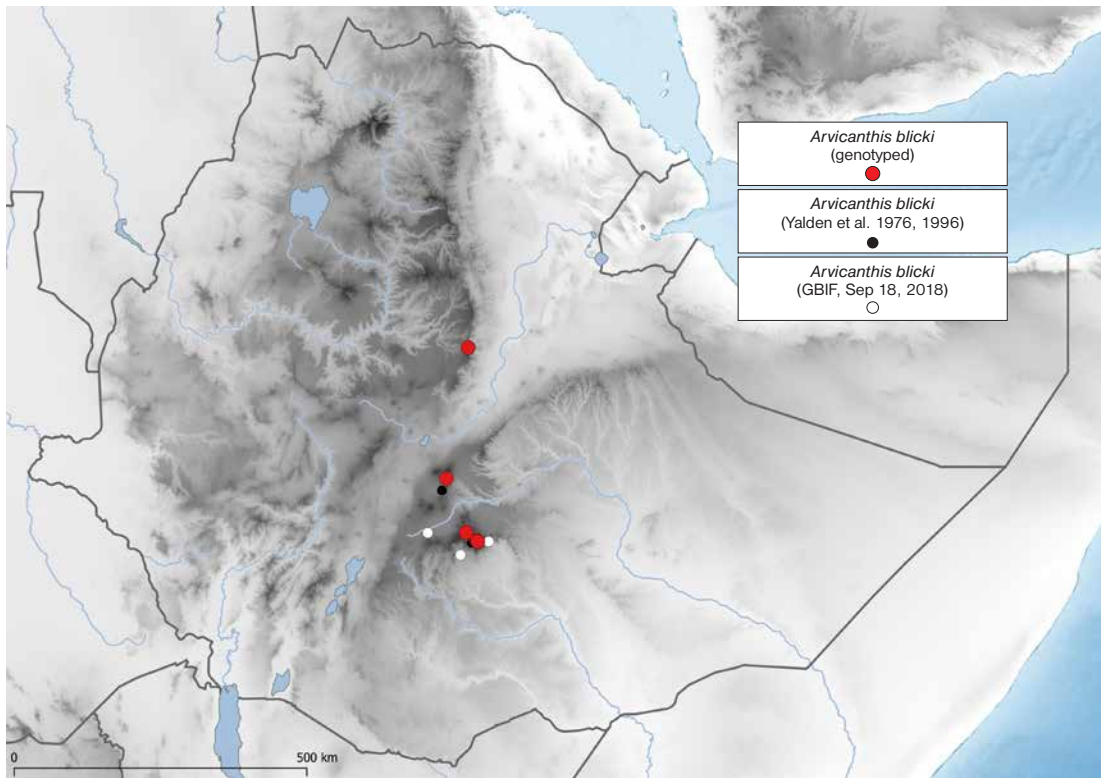 Arvicanthis blicki
(genotyped)
Arvicanthis blicki
(Yalden et al. 1976, 1996)
Arvicanthis blicki
(GBIF, Sep 18, 2018)
0 500 km